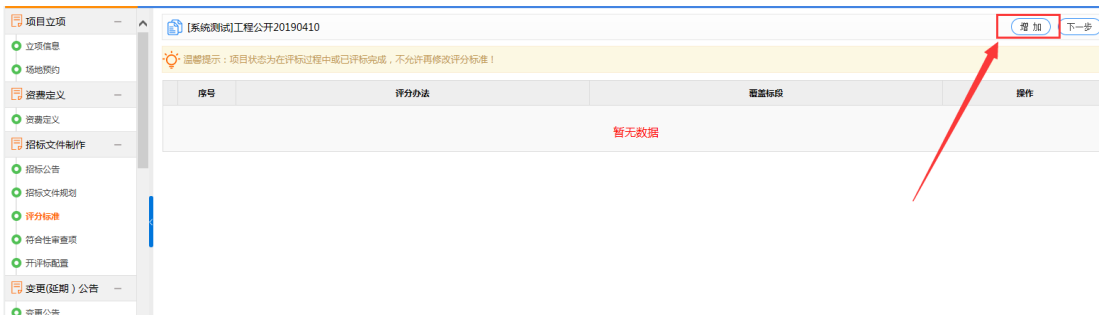 项目立项
立项信息
场地预约
资费定义
资费定义
招标文件制作
招标公告
招标文件规划
评分标准
符合性审查项
开评标配置
变更(延期）公告
变更公告
[系统测试]工程公开20190410
增 加
下一步
温馨提示：项目状态为在评标过程中或已评标完成，不允许再修改评分标准！
序号
评分办法
覆盖标段
操作
暂无数据